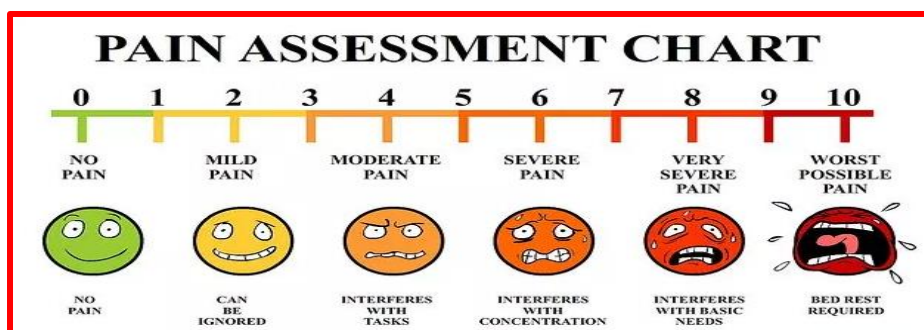 PAIN ASSESSMENT CHART
0 1 2 3 4 5 6 7 8 9 10
NO
PAIN
MILD
PAIN
MODERATE
PAIN
SEVERE
PAIN
VERY
SEVERE
PAIN
WORST
POSSIBLE
PAIN
NO
PAIN
CAN
BE
IGNORED
INTERFERES
WITH
TASKS
INTERFERES
WITH
CONCENTRATION
INTERFERES
WITH BASIC
NEEDS
BED REST
REQUIRED